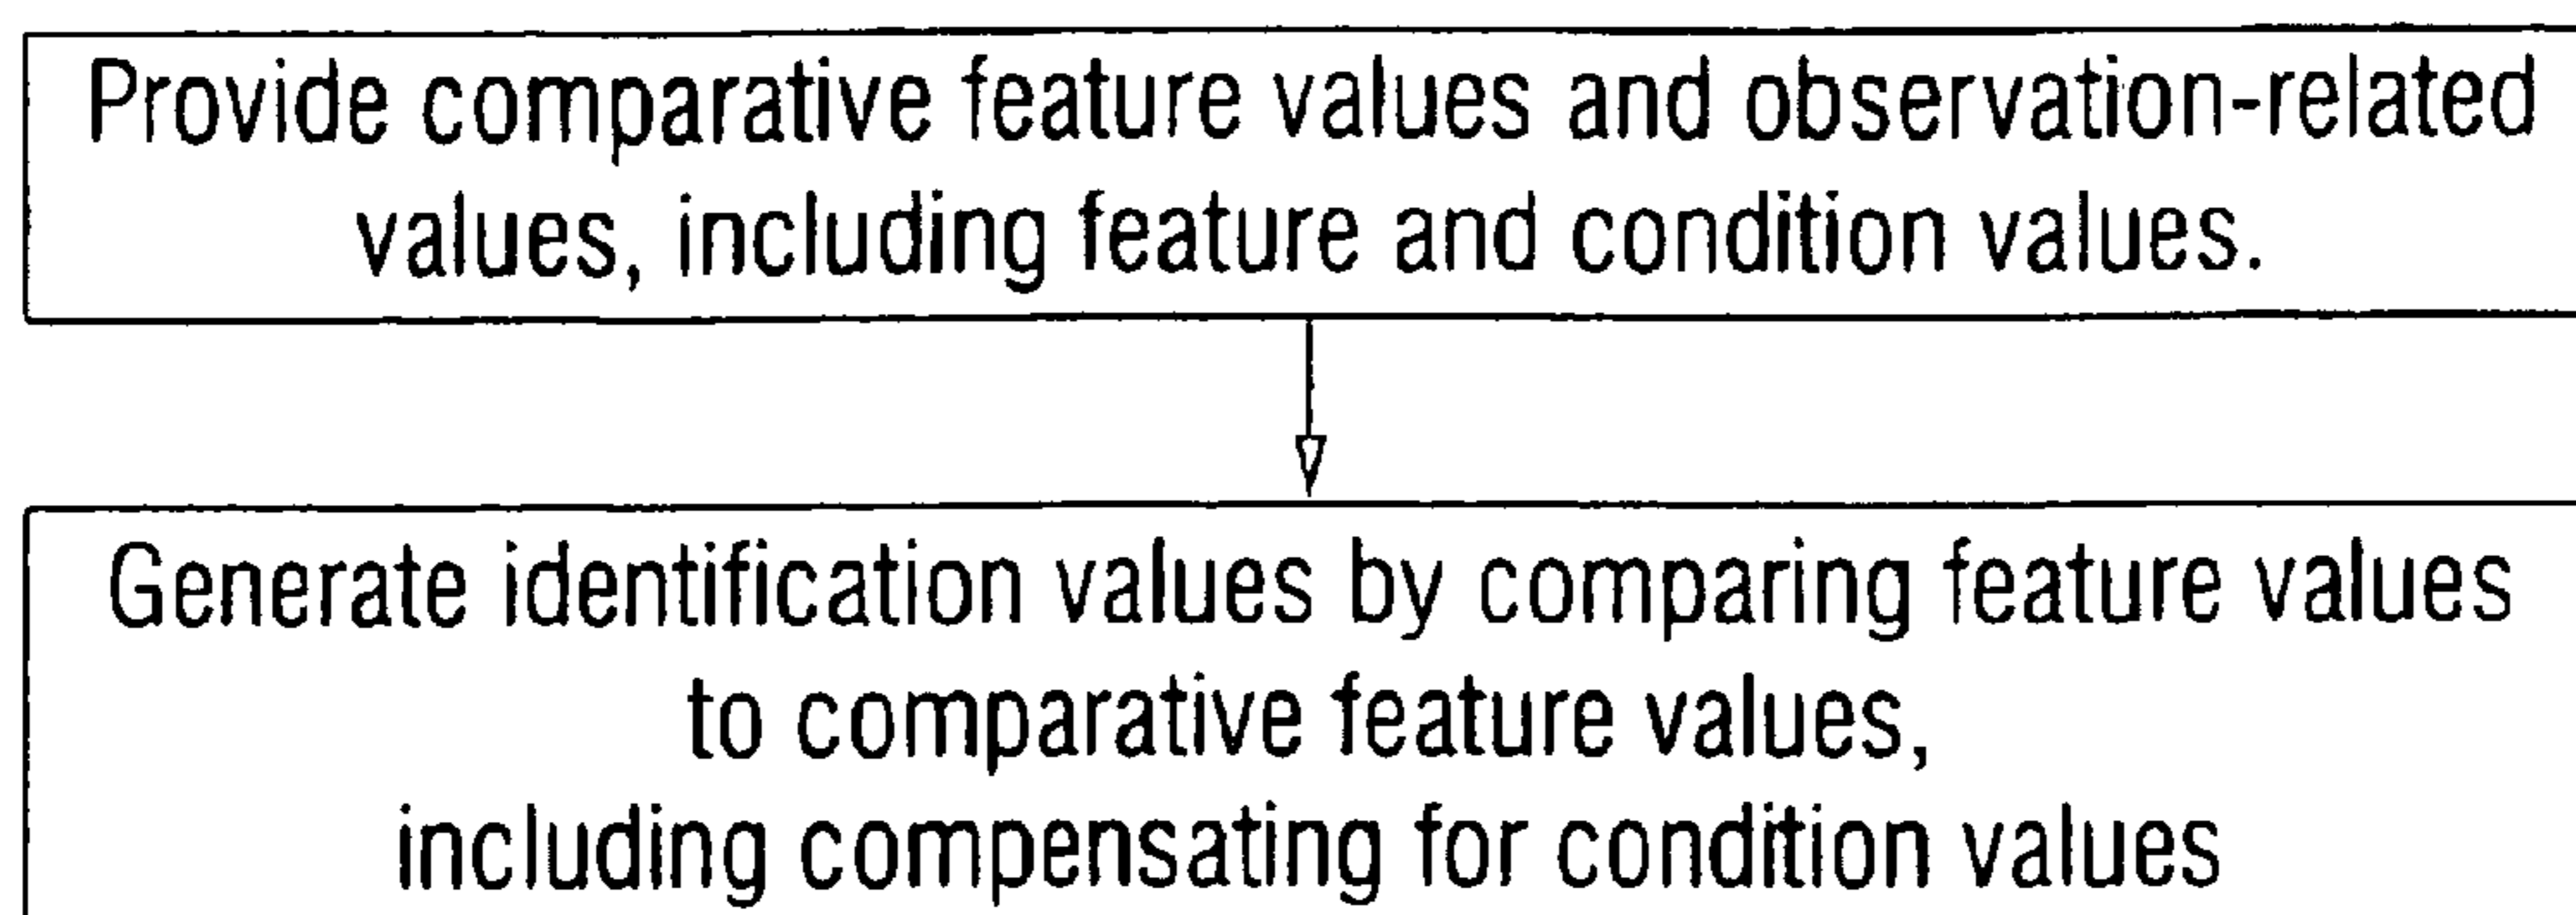 Provide comparative feature values and observation-related
values, including feature and condition values.
Generate identification values by comparing feature values
to comparative feature values,
including compensating for condition values